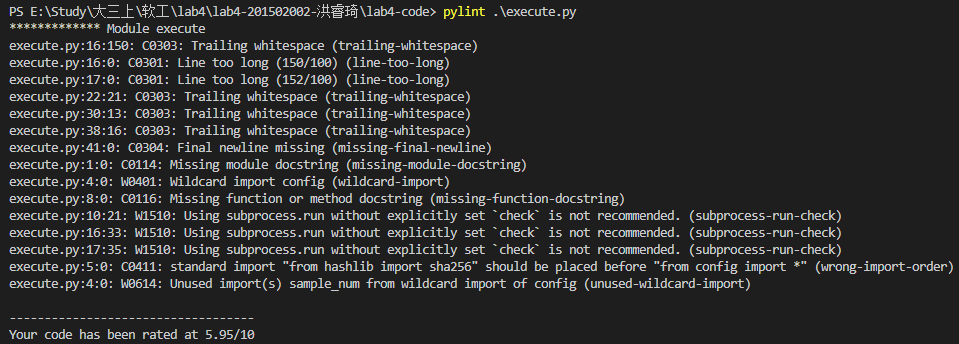 PS E:\Study\大三上\软工\lab4\lab4-201502002-洪睿琦\lab4-code> pylint .\execute.py
************* Module execute
execute.py:16:150: C0303: Trailing whitespace (trailing-whitespace)
execute.py:16:0: C0301: Line too long (150/100) (line-too-long)
execute.py:17:0: C0301: Line too long (152/100) (line-too-long)
execute.py:22:21: C0303: Trailing whitespace (trailing-whitespace)
execute.py:30:13: C0303: Trailing whitespace (trailing-whitespace)
execute.py:38:16: C0303: Trailing whitespace (trailing-whitespace)
execute.py:41:0: C0304: Final newline missing (missing-final-newline)
execute.py:1:0: C0114: Missing module docstring (missing-module-docstring)
execute.py:4:0: W0401: Wildcard import config (wildcard-import)
execute.py:8:0: C0116: Missing function or method docstring (missing-function-docstring)
execute.py:10:21: W1510: Using subprocess.run without explicitly set `check` is not recommended. (subprocess-run-check)
execute.py:16:33: W1510: Using subprocess.run without explicitly set `check` is not recommended. (subprocess-run-check)
execute.py:17:35: W1510: Using subprocess.run without explicitly set `check` is not recommended. (subprocess-run-check)
execute.py:5:0: C0411: standard import "from hashlib import sha256" should be placed before "from config import *" (wrong-import-order)
execute.py:4:0: W0614: Unused import(s) sample_num from wildcard import of config (unused-wildcard-import)
-----------------------------------
Your code has been rated at 5.95/10